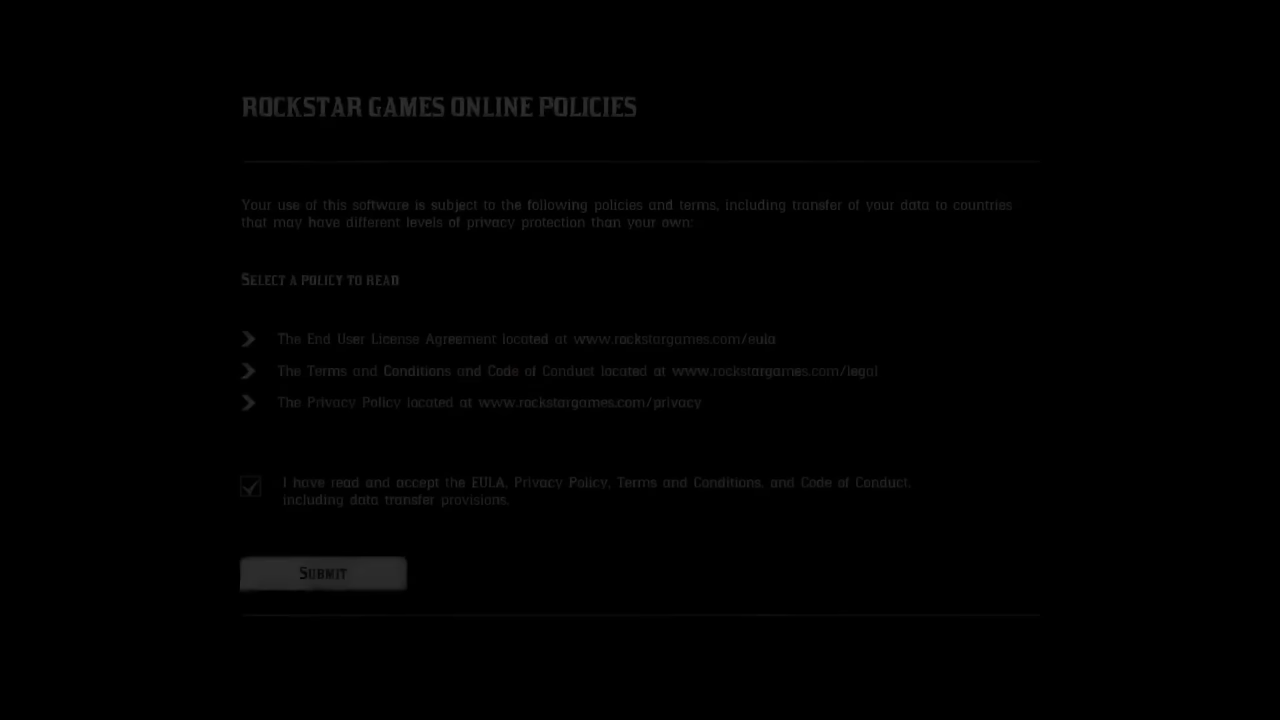 ROCKSTAR GAMES ONLINE POLICIES
Your use of this software is subject to the following policies and terms, including transfer of your data to countries
that may have different levels of privacy protection than your own:
SELECT A POLICY TO READ
The End User License Agreement located at www.rockstargames.com/eula
The Terms and Conditions and Code of Conduct located at www.rockstargames.com/legal
The Privacy Policy located at www.rockstargames.com/privacy
I have read and accept the EULA, Privacy Policy, Terms and Conditions, and Code of Conduct,
including data transfer provisions.
SUBMIT